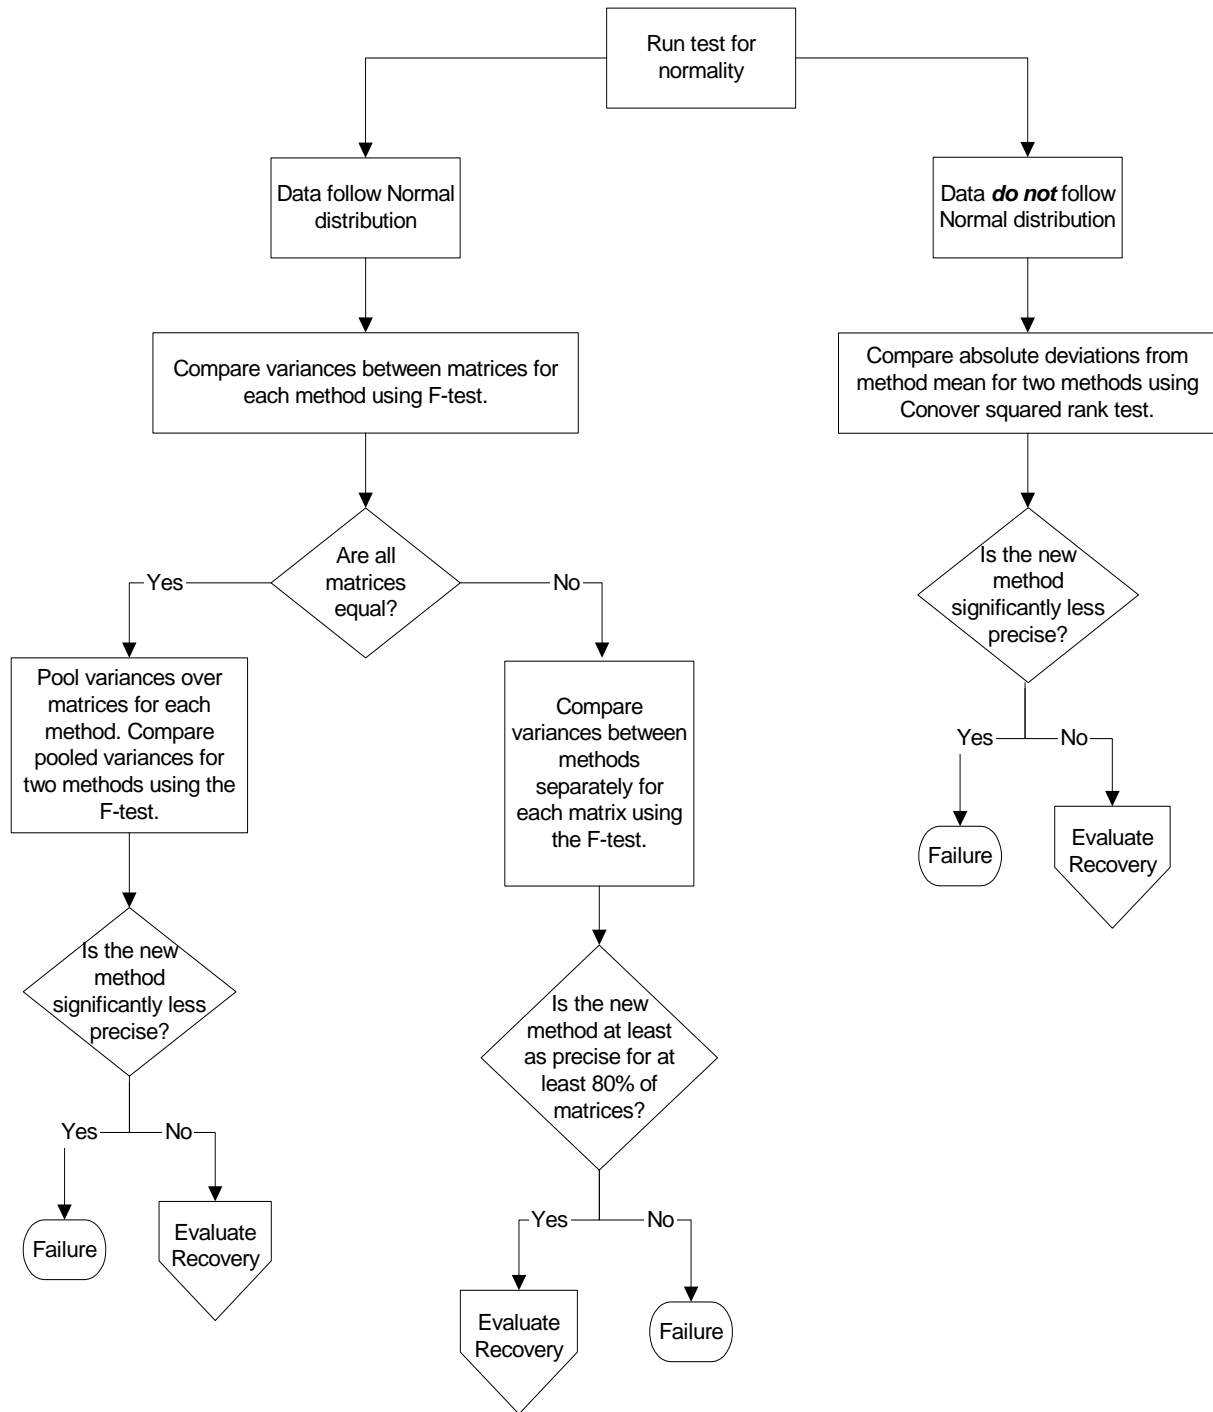 Run test for
normality
Data follow Normal
distribution
Data do not follow
Normal distribution
Compare variances between matrices for
each method using F-test.
Compare absolute deviations from
method mean for two methods using
Conover squared rank test.
Are all
matrices
equal?
Yes
No
Is the new
method
significantly less
precise?
Yes
No
Failure
Evaluate
Recovery
Pool variances over
matrices for each
method. Compare
pooled variances for
two methods using the
F-test.
Compare
variances between
methods
separately for
each matrix using
the F-test.
Is the new
method
significantly less
precise?
Yes
No
Failure
Evaluate
Recovery
Is the new
method at least
as precise for at
least 80% of
matrices?
Yes
No
Evaluate
Recovery
Failure